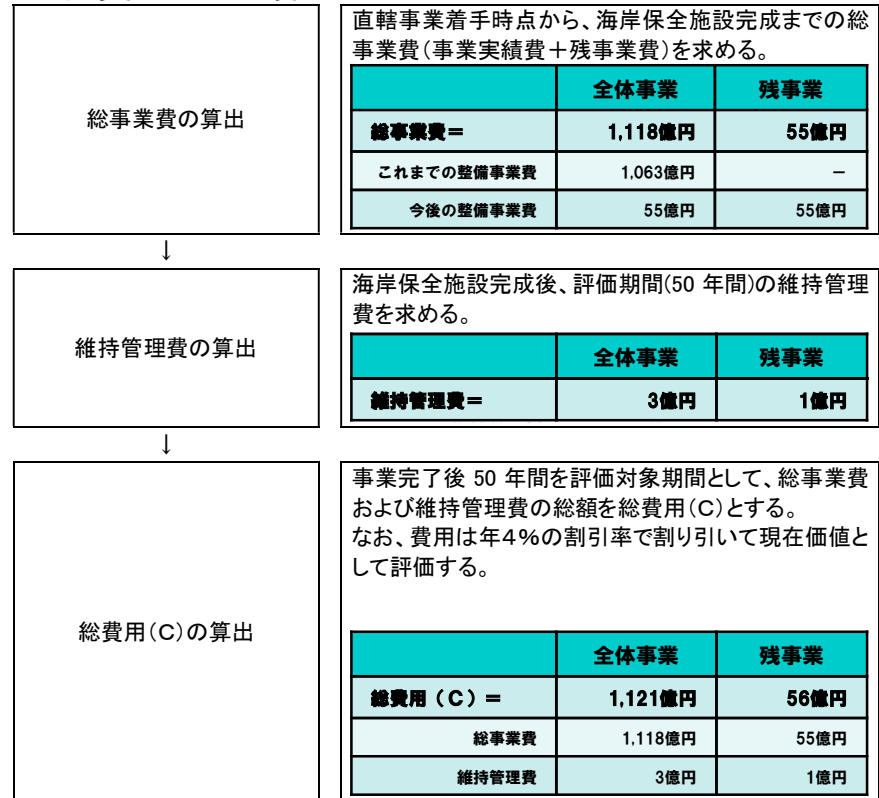 総事業費の算出
直轄事業着手時点から、海岸保全施設完成までの総
事業費(事業実績費+残事業費)を求める。
全体事業 残事業
総事業費= 1,118億円 55億円
これまでの整備事業費 1,063億円 −
今後の整備事業費 55億円 55億円
↓
維持管理費の算出
海岸保全施設完成後、評価期間(50 年間)の維持管理
費を求める。
全体事業 残事業
維持管理費= 3億円 1億円
↓
総費用(C)の算出
事業完了後 50 年間を評価対象期間として、総事業費
および維持管理費の総額を総費用(C)とする。
なお、費用は年4%の割引率で割り引いて現在価値と
して評価する。
全体事業 残事業
総費用(C)= 1,121億円 56億円
総事業費 1,118億円 55億円
維持管理費 3億円 1億円